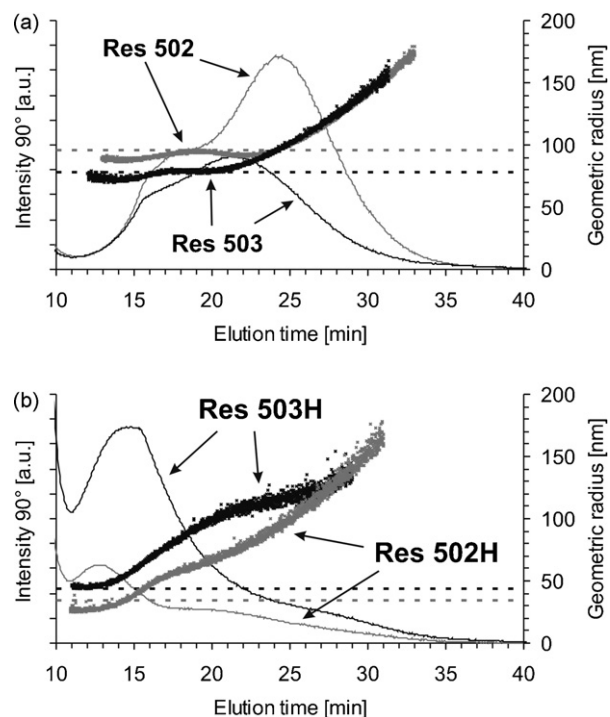 (a)
Intensity 90° [a.u.]
Res 502
Res 503
200
150
100
50
0
Geometric radius [nm]
10 15 20 25 30 35 40
Elution time [min]
(b)
Intensity 90° [a.u.]
Res 503H
Res 502H
200
150
100
50
0
Geometric radius [nm]
10 15 20 25 30 35 40
Elution time [min]